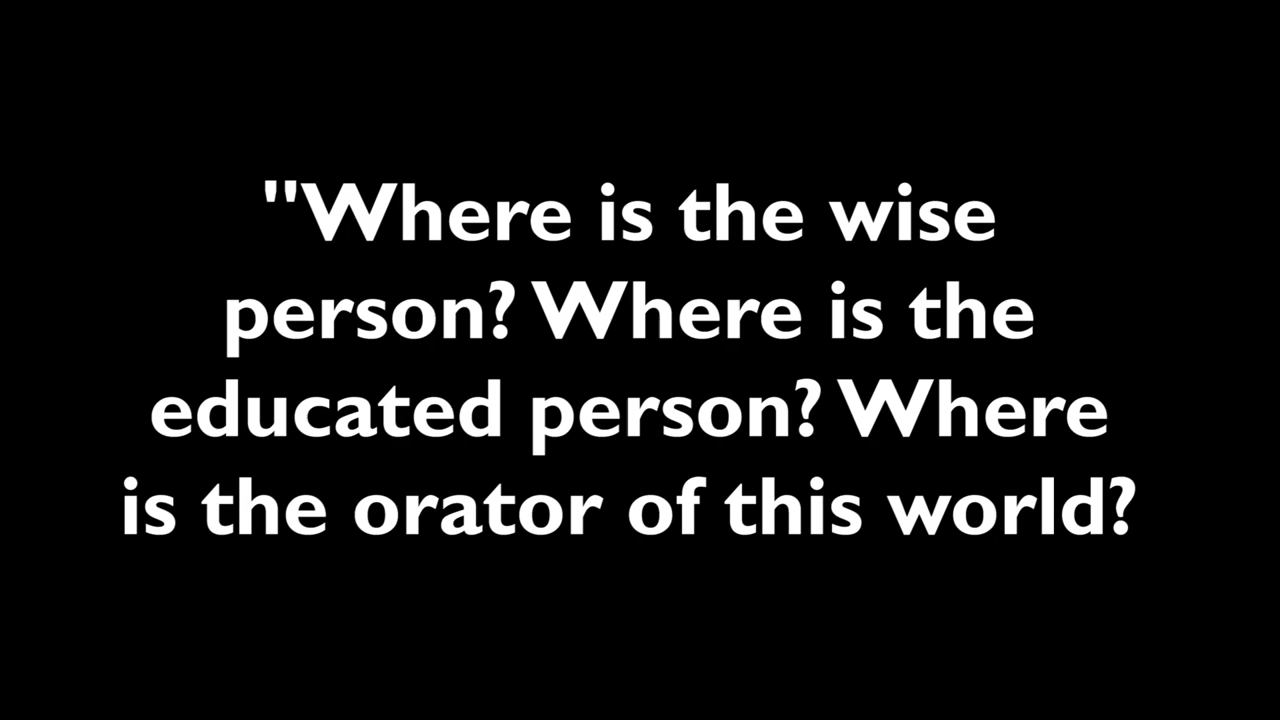 "Where is the wise
person? Where is the
educated person? Where
is the orator of this world?